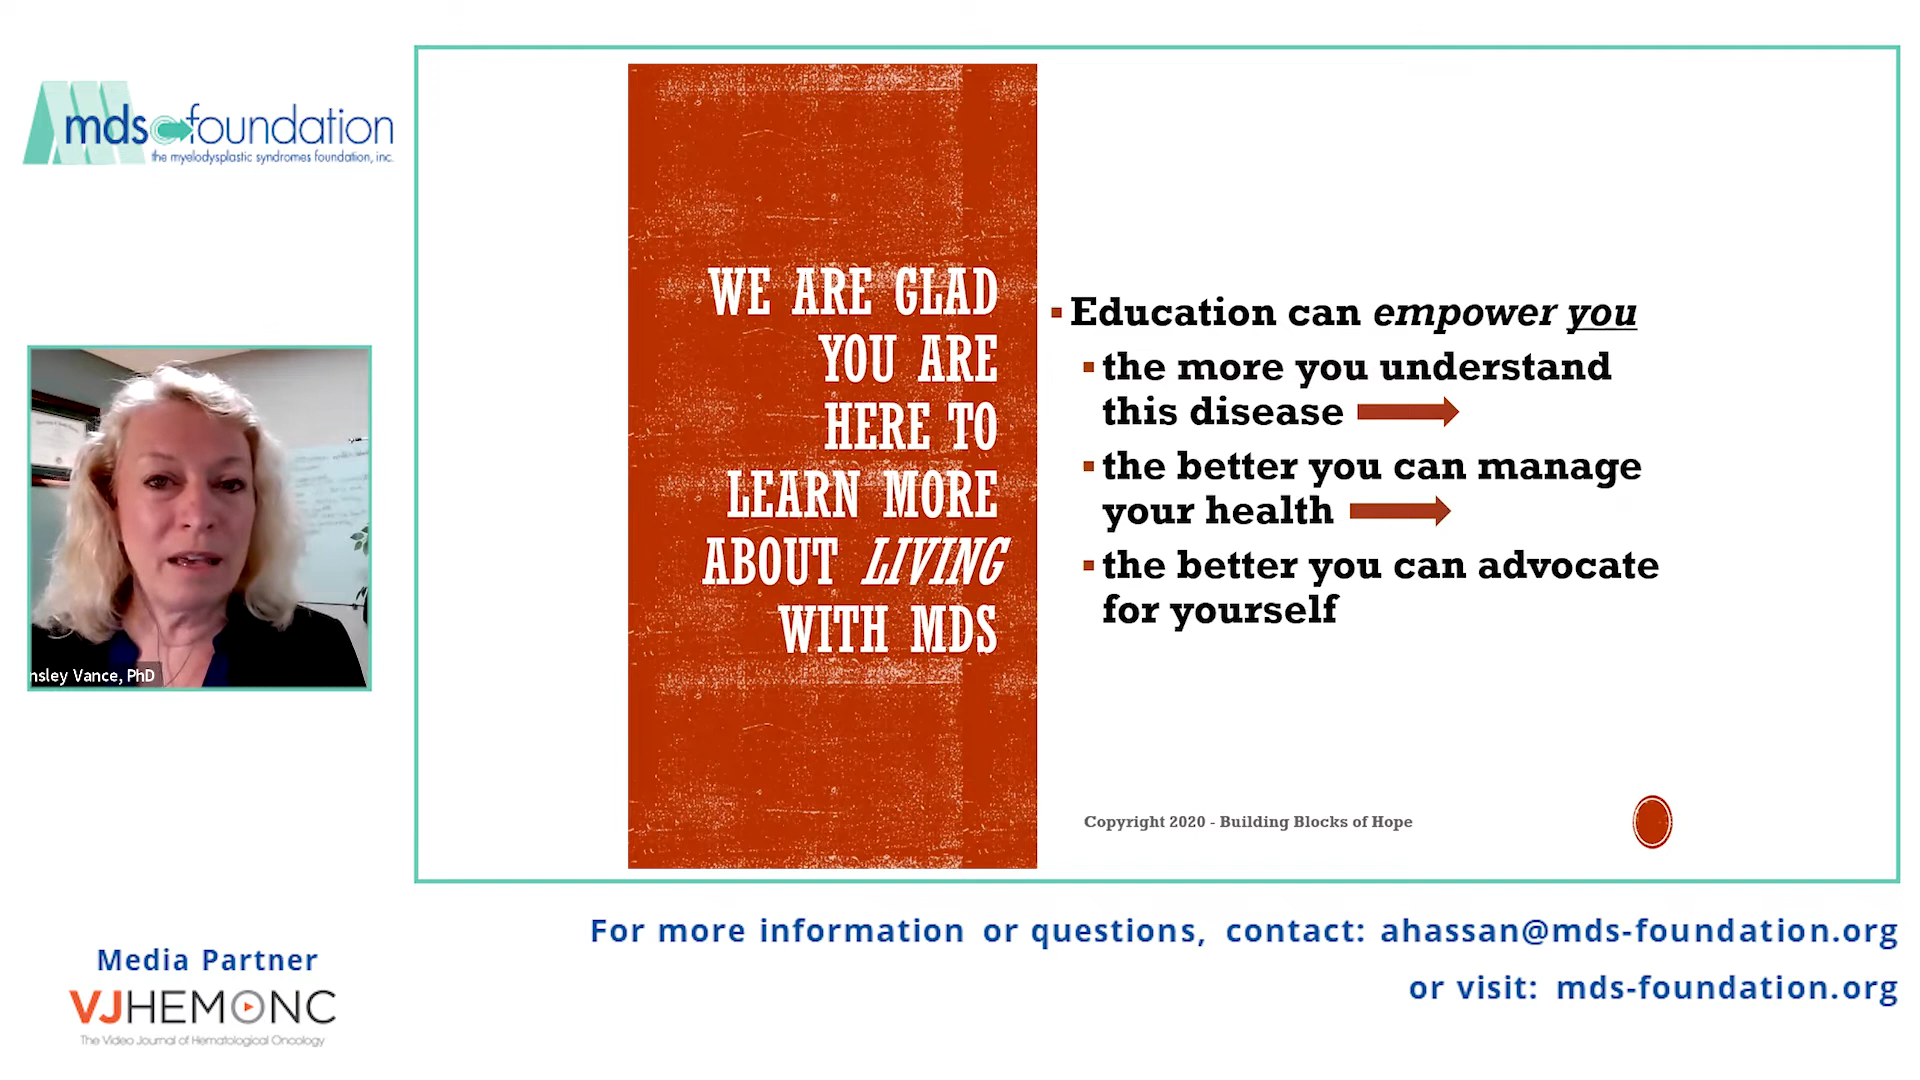 mds foundation
the myelodysplastic syndromes foundation, inc.
WE ARE GLAD
YOU ARE
HERE TO
LEARN MORE
ABOUT LIVING
WITH MDS
Education can empower you
the more you understand
this disease
the better you can manage
your health
the better you can advocate
for yourself
Copyright 2020 - Building Blocks of Hope
nsley Vance, PhD
For more information or questions, contact: ahassan@mds-foundation.org
or visit: mds-foundation.org
Media Partner
VJHEMONC
The Video Journal of Hematological Oncology